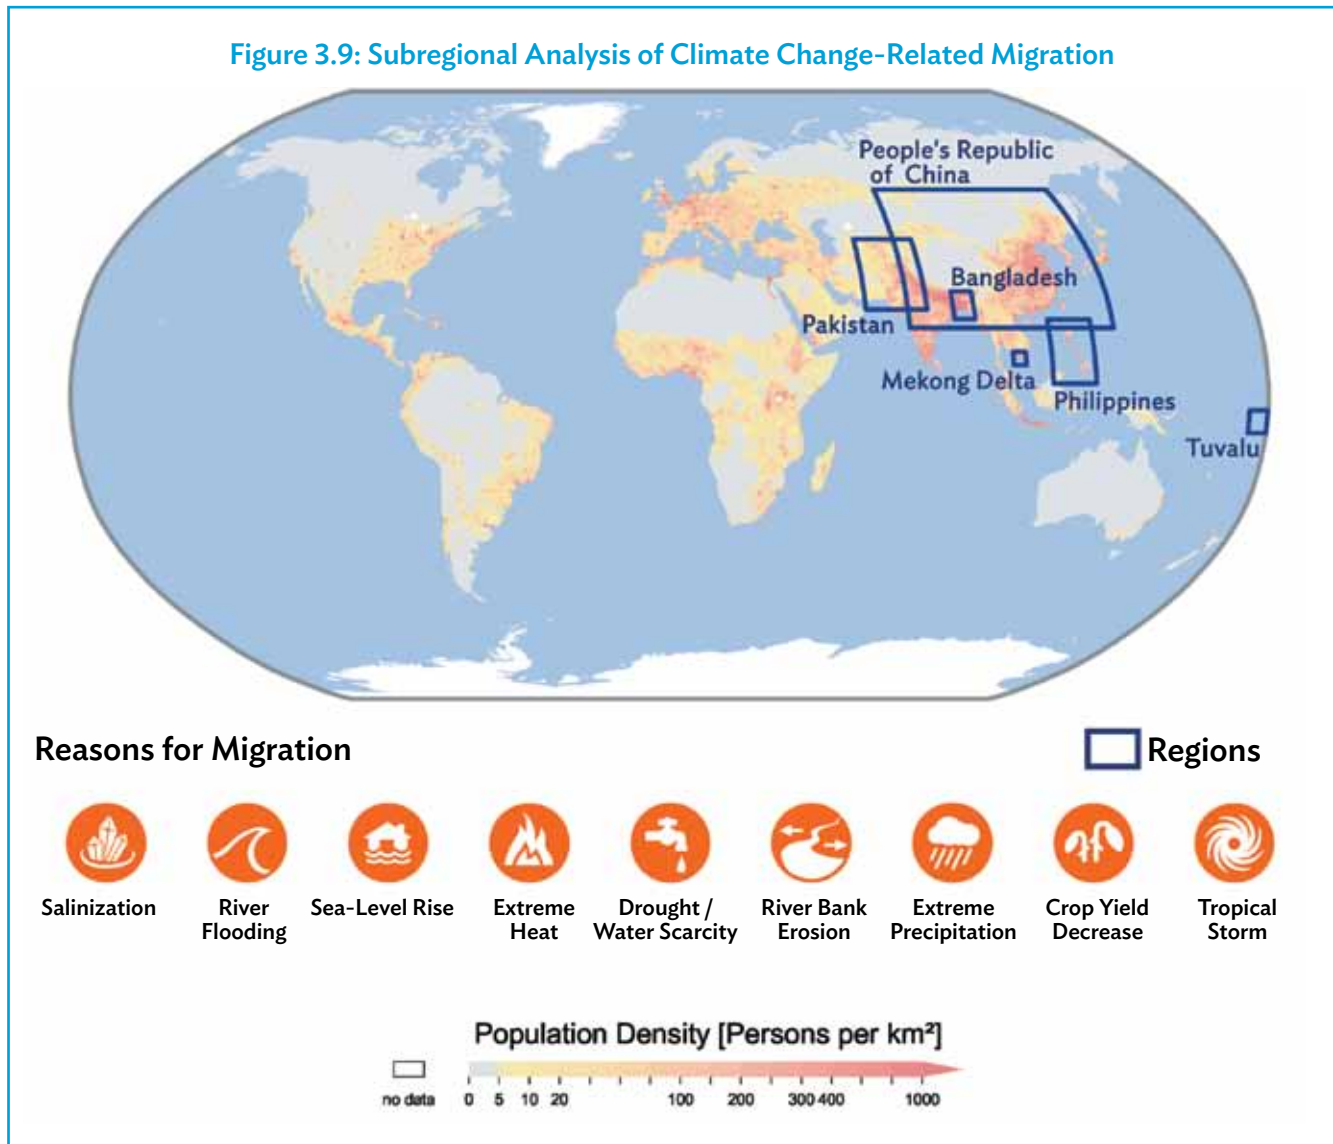 Figure 3.9: Subregional Analysis of Climate Change-Related Migration
People's Republic
of China
Bangladesh
Pakistan
Mekong Delta
Philippines
Tuvalu
Reasons for Migration
Regions
Salinization
River
Flooding
Sea-Level Rise
Extreme
Heat
Drought /
Water Scarcity
River Bank
Erosion
Extreme
Precipitation
Crop Yield
Decrease
Tropical
Storm
Population Density [Persons per km²]
no data 0 5 10 20 100 200 300 400 1000